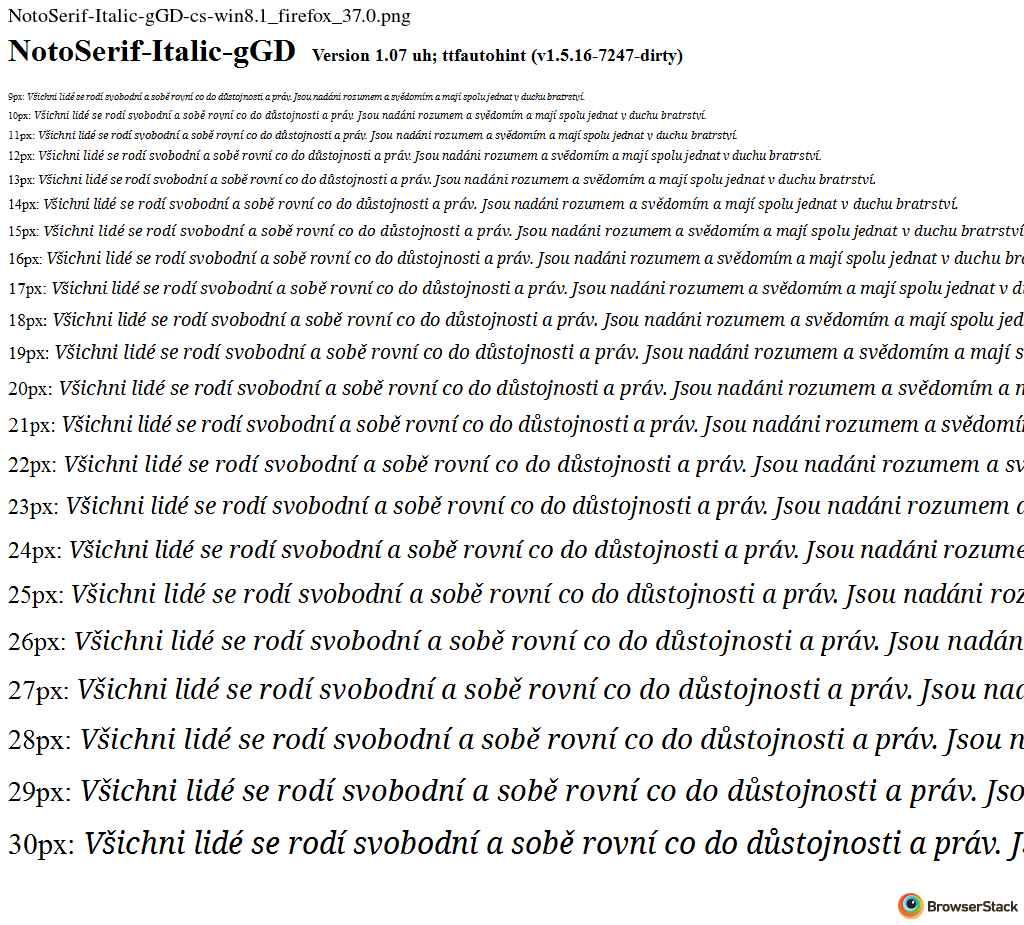 NotoSerif-Italic-gGD-cs-win8.1_firefox_37.0.png
NotoSerif-Italic-gGD Version 1.07 uh; ttfautohint (v1.5.16-7247-dirty)
9px: Všichni lidé se rodí svobodní a sobě rovní co do důstojnosti a práv. Jsou nadáni rozumem a svědomím a mají spolu jednat v duchu bratrství.
10px: Všichni lidé se rodí svobodní a sobě rovní co do důstojnosti a práv. Jsou nadáni rozumem a svědomím a mají spolu jednat v duchu bratrství.
11px: Všichni lidé se rodí svobodní a sobě rovní co do důstojnosti a práv. Jsou nadáni rozumem a svědomím a mají spolu jednat v duchu bratrství.
12px: Všichni lidé se rodí svobodní a sobě rovní co do důstojnosti a práv. Jsou nadáni rozumem a svědomím a mají spolu jednat v duchu bratrství.
13px: Všichni lidé se rodí svobodní a sobě rovní co do důstojnosti a práv. Jsou nadáni rozumem a svědomím a mají spolu jednat v duchu bratrství.
14px: Všichni lidé se rodí svobodní a sobě rovní co do důstojnosti a práv. Jsou nadáni rozumem a svědomím a mají spolu jednat v duchu bratrství.
15px: Všichni lidé se rodí svobodní a sobě rovní co do důstojnosti a práv. Jsou nadáni rozumem a svědomím a mají spolu jednat v duchu bratrství
16px: Všichni lidé se rodí svobodní a sobě rovní co do důstojnosti a práv. Jsou nadáni rozumem a svědomím a mají spolu jednat v duchu br
17px: Všichni lidé se rodí svobodní a sobě rovní co do důstojnosti a práv. Jsou nadáni rozumem a svědomím a mají spolu jednat v d
18px: Všichni lidé se rodí svobodní a sobě rovní co do důstojnosti a práv. Jsou nadáni rozumem a svědomím a mají spolu jed
19px: Všichni lidé se rodí svobodní a sobě rovní co do důstojnosti a práv. Jsou nadáni rozumem a svědomím a mají s
20px: Všichni lidé se rodí svobodní a sobě rovní co do důstojnosti a práv. Jsou nadáni rozumem a svědomím a m
21px: Všichni lidé se rodí svobodní a sobě rovní co do důstojnosti a práv. Jsou nadáni rozumem a svědomí
22px: Všichni lidé se rodí svobodní a sobě rovní co do důstojnosti a práv. Jsou nadáni rozumem a sv
23px: Všichni lidé se rodí svobodní a sobě rovní co do důstojnosti a práv. Jsou nadáni rozumem a
24px: Všichni lidé se rodí svobodní a sobě rovní co do důstojnosti a práv. Jsou nadáni rozume
25px: Všichni lidé se rodí svobodní a sobě rovní co do důstojnosti a práv. Jsou nadáni roz
26px: Všichni lidé se rodí svobodní a sobě rovní co do důstojnosti a práv. Jsou nadán
27px: Všichni lidé se rodí svobodní a sobě rovní co do důstojnosti a práv. Jsou nad
28px: Všichni lidé se rodí svobodní a sobě rovní co do důstojnosti a práv. Jsou n
29px: Všichni lidé se rodí svobodní a sobě rovní co do důstojnosti a práv. Jso
30px: Všichni lidé se rodí svobodní a sobě rovní co do důstojnosti a práv. J
BrowserStack